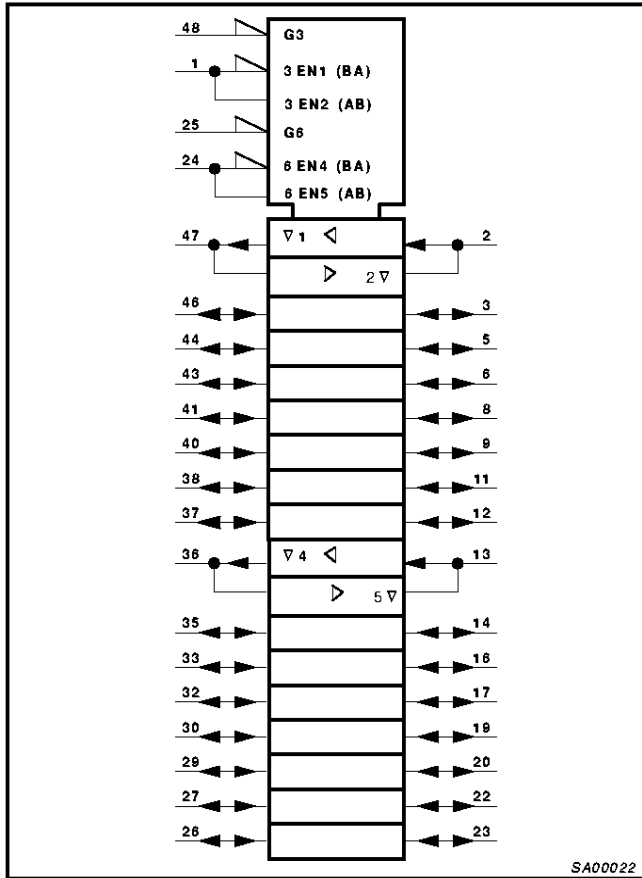 48 G3
1 3 EN1 (BA)
3 EN2 (AB)
25 G6
24 6 EN4 (BA)
6 EN5 (AB)
47 ▽ 1 ◁ 2
▷ 2 ▽
46 3
44 5
43 6
41 8
40 9
38 11
37 12
36 ▽ 4 ◁ 13
▷ 5 ▽
35 14
33 16
32 17
30 19
29 20
27 22
26 23
SA00022